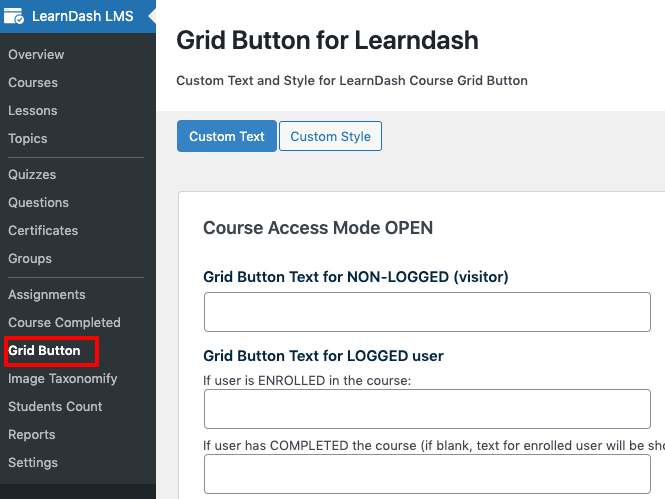 LearnDash LMS
Overview
Courses
Lessons
Topics
Quizzes
Questions
Certificates
Groups
Assignments
Course Completed
Grid Button
Image Taxonomify
Students Count
Reports
Settings
Grid Button for Learndash
Custom Text and Style for LearnDash Course Grid Button
Custom Text
Custom Style
Course Access Mode OPEN
Grid Button Text for NON-LOGGED (visitor)
Grid Button Text for LOGGED user
If user is ENROLLED in the course:
If user has COMPLETED the course (if blank, text for enrolled user will be sho